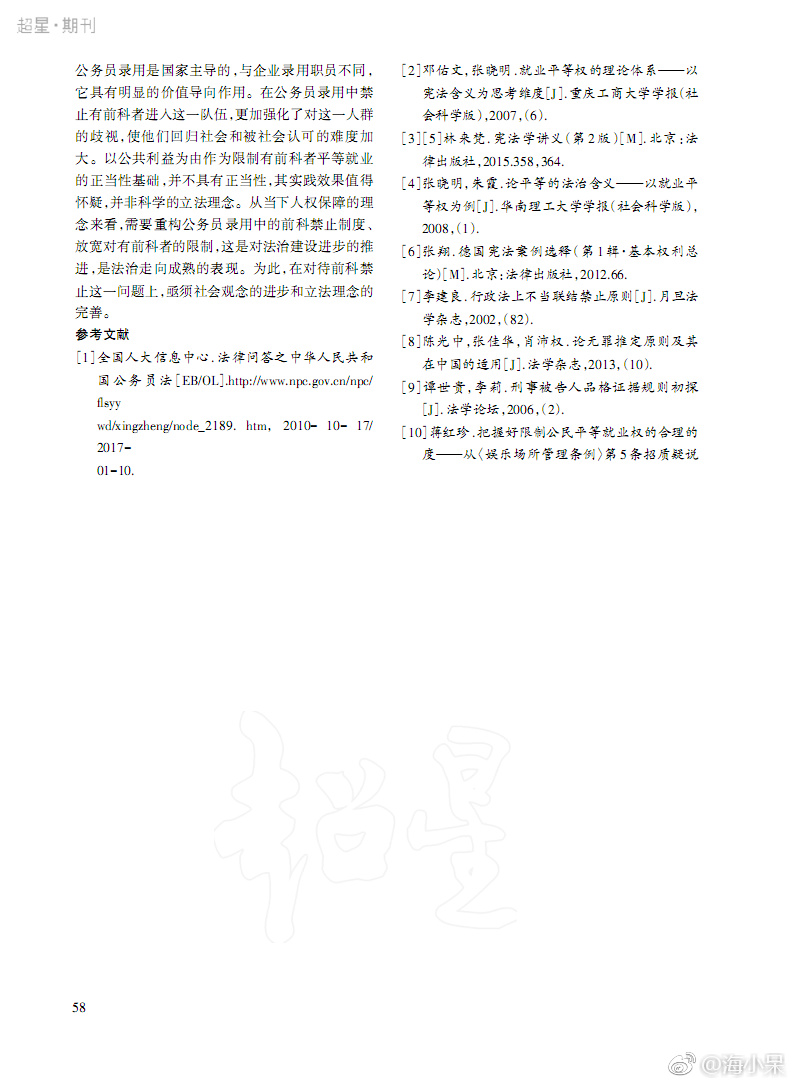 超星·期刊
公务员录用是国家主导的,与企业录用职员不同,
它具有明显的价值导向作用。在公务员录用中禁
止有前科者进入这一队伍,更加强化了对这一人群
的歧视,使他们回归社会和被社会认可的难度加
大。以公共利益为由作为限制有前科者平等就业
的正当性基础,并不具有正当性,其实践效果值得
怀疑,并非科学的立法理念。从当下人权保障的理
念来看,需要重构公务员录用中的前科禁止制度、
放宽对有前科者的限制,这是对法治建设进步的推
进,是法治走向成熟的表现。为此,在对待前科禁
止这一问题上,亟须社会观念的进步和立法理念的
完善。
参考文献
[1]全国人大信息中心.法律问答之中华人民共和
国公务员法[EB/OL].http://www.npc.gov.cn/npc/
flsyy
wd/xingzheng/node_2189. htm, 2010-10-17/
2017-
01-10.
[2]邓佑文,张晓明.就业平等权的理论体系——以
宪法含义为思考维度[J].重庆工商大学学报(社
会科学版),2007,(6).
[3][5]林来梵.宪法学讲义(第2版)[M].北京:法
律出版社,2015.358,364.
[4]张晓明,朱霞.论平等的法治含义——以就业平
等权为例[J].华南理工大学学报(社会科学版),
2008,(1).
[6]张翔.德国宪法案例选释(第1辑·基本权利总
论)[M].北京:法律出版社,2012.66.
[7]李建良.行政法上不当联结禁止原则[J].月旦法
学杂志,2002,(82).
[8]陈光中,张佳华,肖沛权.论无罪推定原则及其
在中国的适用[J].法学杂志,2013,(10).
[9]谭世贵,李莉.刑事被告人品格证据规则初探
[J].法学论坛,2006,(2).
[10]蒋红珍.把握好限制公民平等就业权的合理的
度——从〈娱乐场所管理条例〉第5条招质疑说
超星
58
@海小呆